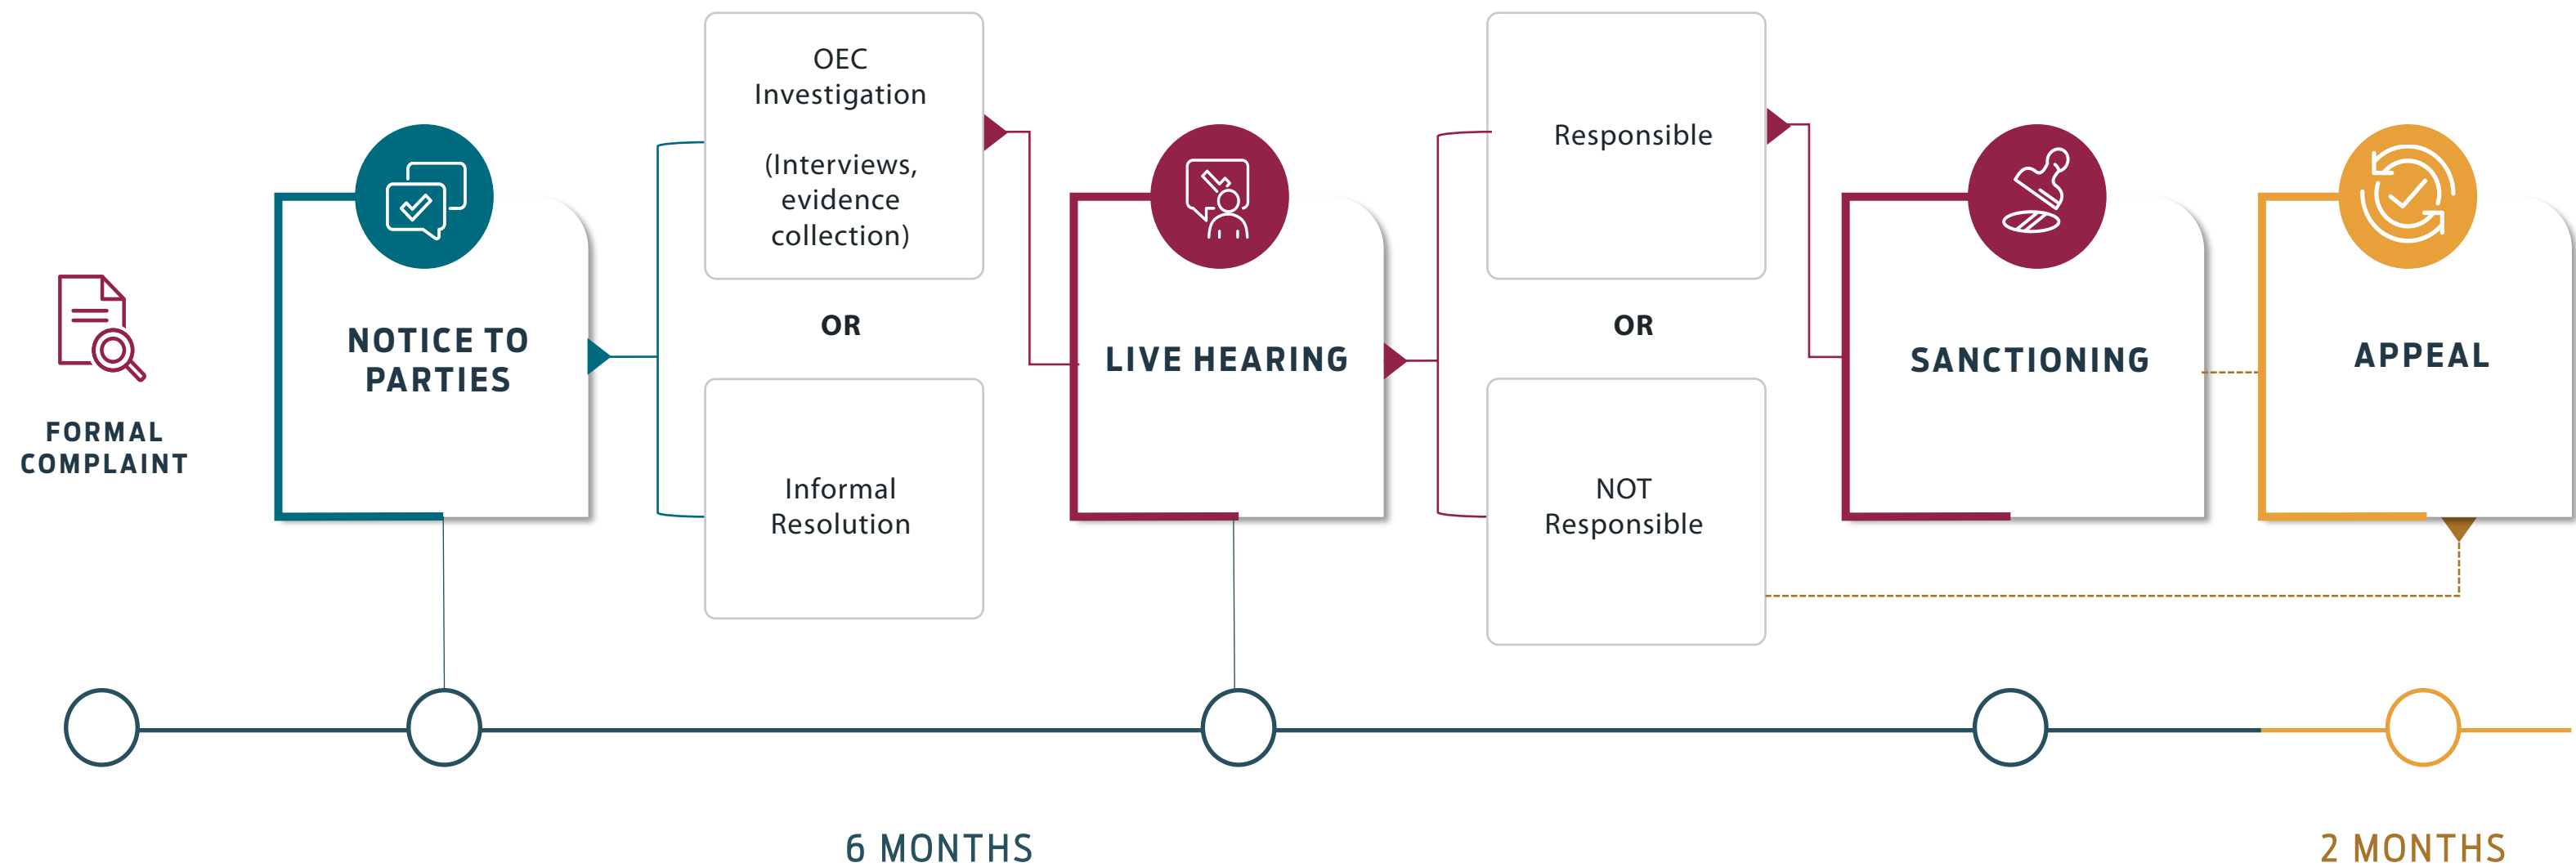 FORMAL
COMPLAINT
NOTICE TO
PARTIES
OEC
Investigation
(Interviews,
evidence
collection)
OR
Informal
Resolution
LIVE HEARING
Responsible
OR
NOT
Responsible
SANCTIONING
APPEAL
6 MONTHS
2 MONTHS